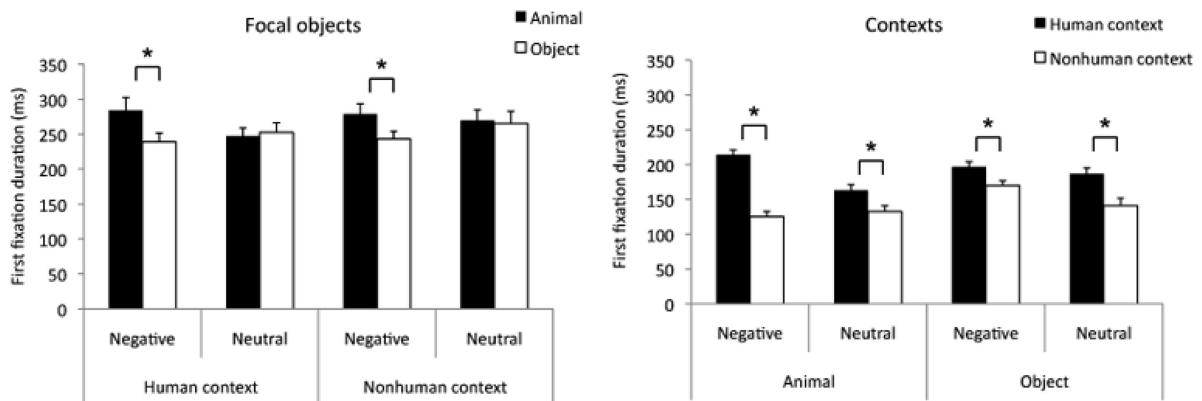 Focal objects
Animal
Object
First fixation duration (ms)
350
300
250
200
150
100
50
0
*
*
Negative Neutral Negative Neutral
Human context Nonhuman context
Contexts
Human context
Nonhuman context
First fixation duration (ms)
350
300
250
200
150
100
50
0
*
*
*
*
Negative Neutral Negative Neutral
Animal Object